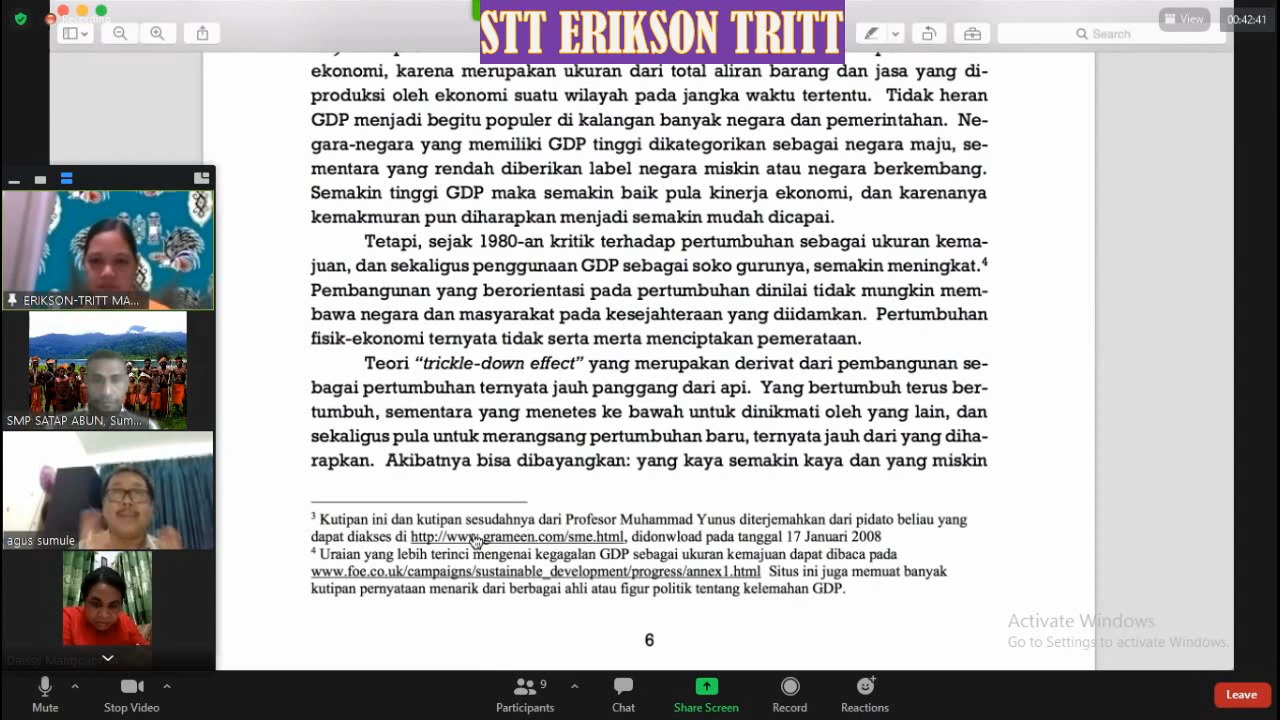 Recording
STT ERIKSON TRITT
View
00:42:41
Search
ekonomi, karena merupakan ukuran dari total aliran barang dan jasa yang di-
produksi oleh ekonomi suatu wilayah pada jangka waktu tertentu. Tidak heran
GDP menjadi begitu populer di kalangan banyak negara dan pemerintahan. Ne-
gara-negara yang memiliki GDP tinggi dikategorikan sebagai negara maju, se-
mentara yang rendah diberikan label negara miskin atau negara berkembang.
Semakin tinggi GDP maka semakin baik pula kinerja ekonomi, dan karenanya
kemakmuran pun diharapkan menjadi semakin mudah dicapai.
Tetapi, sejak 1980-an kritik terhadap pertumbuhan sebagai ukuran kema-
juan, dan sekaligus penggunaan GDP sebagai soko gurunya, semakin meningkat.⁴
Pembangunan yang berorientasi pada pertumbuhan dinilai tidak mungkin mem-
bawa negara dan masyarakat pada kesejahteraan yang diidamkan. Pertumbuhan
fisik-ekonomi ternyata tidak serta merta menciptakan pemerataan.
Teori “trickle-down effect” yang merupakan derivat dari pembangunan se-
bagai pertumbuhan ternyata jauh panggang dari api. Yang bertumbuh terus ber-
tumbuh, sementara yang menetes ke bawah untuk dinikmati oleh yang lain, dan
sekaligus pula untuk merangsang pertumbuhan baru, ternyata jauh dari yang diha-
rapkan. Akibatnya bisa dibayangkan: yang kaya semakin kaya dan yang miskin
³ Kutipan ini dan kutipan sesudahnya dari Profesor Muhammad Yunus diterjemahkan dari pidato beliau yang
dapat diakses di http://www.grameen.com/sme.html, didonwload pada tanggal 17 Januari 2008
⁴ Uraian yang lebih terinci mengenai kegagalan GDP sebagai ukuran kemajuan dapat dibaca pada
www.foe.co.uk/campaigns/sustainable_development/progress/annex1.html Situs ini juga memuat banyak
kutipan pernyataan menarik dari berbagai ahli atau figur politik tentang kelemahan GDP.
6
ERIKSON-TRITT MA...
SMP SATAP ABUN, Sum...
agus sumule
Activate Windows
Go to Settings to activate Windows.
Mute
Stop Video
Participants
9
Chat
Share Screen
Record
Reactions
Leave